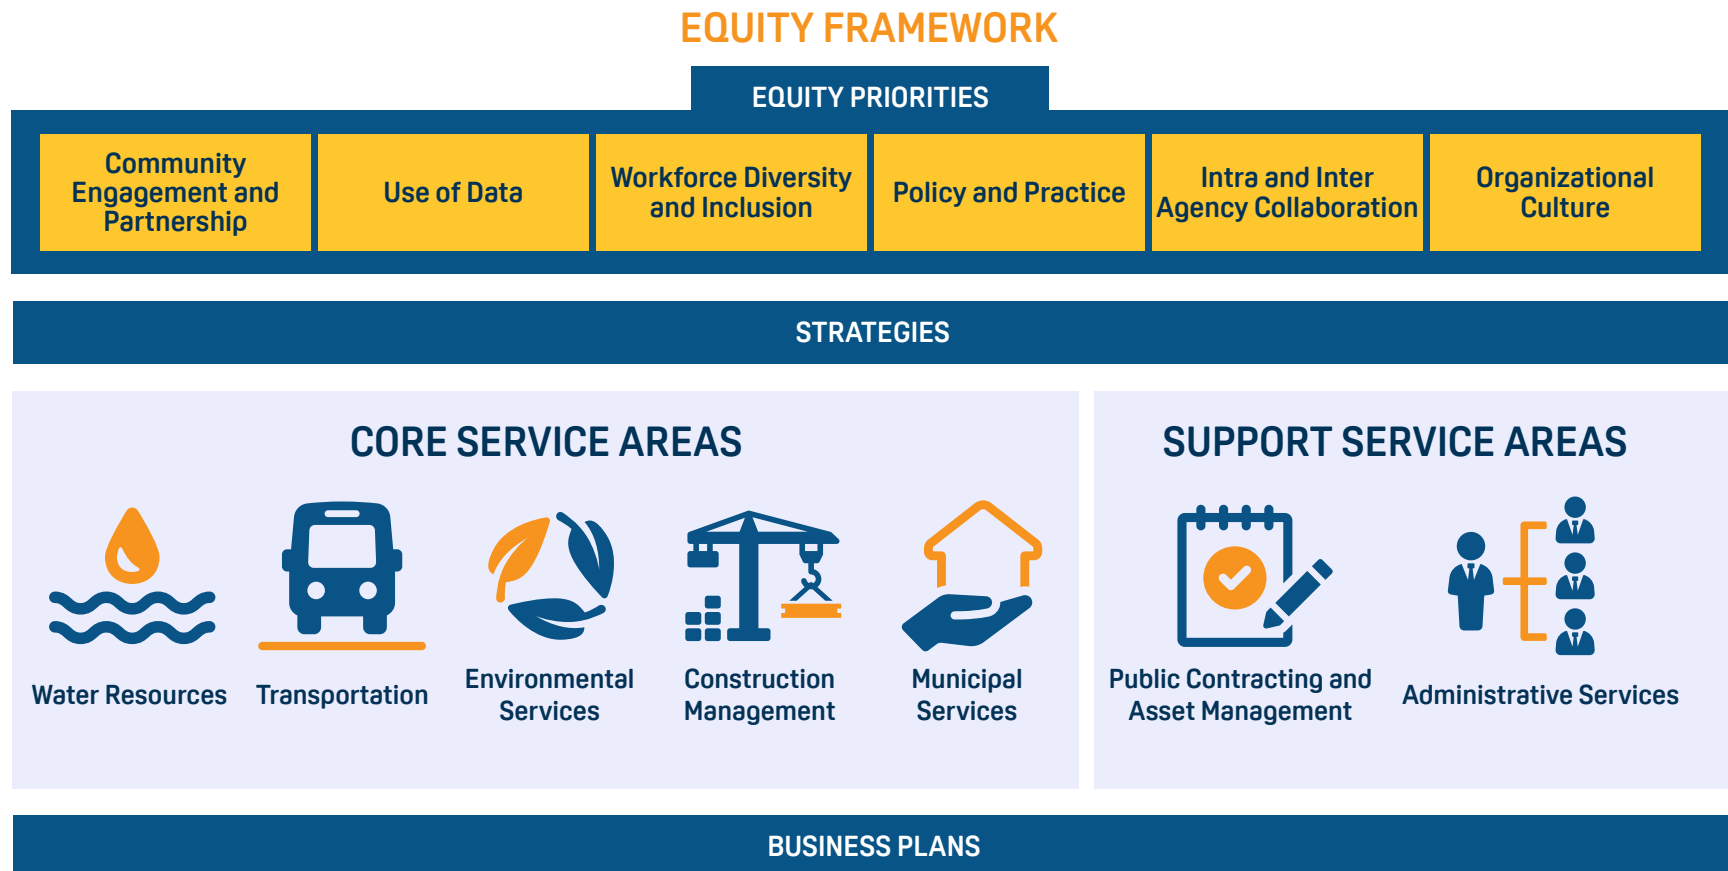 EQUITY FRAMEWORK
EQUITY PRIORITIES
Community
Engagement and
Partnership
Use of Data
Workforce Diversity
and Inclusion
Policy and Practice
Intra and Inter
Agency Collaboration
Organizational
Culture
STRATEGIES
CORE SERVICE AREAS
Water Resources
Transportation
Environmental
Services
Construction
Management
Municipal
Services
SUPPORT SERVICE AREAS
Public Contracting and
Asset Management
Administrative Services
BUSINESS PLANS